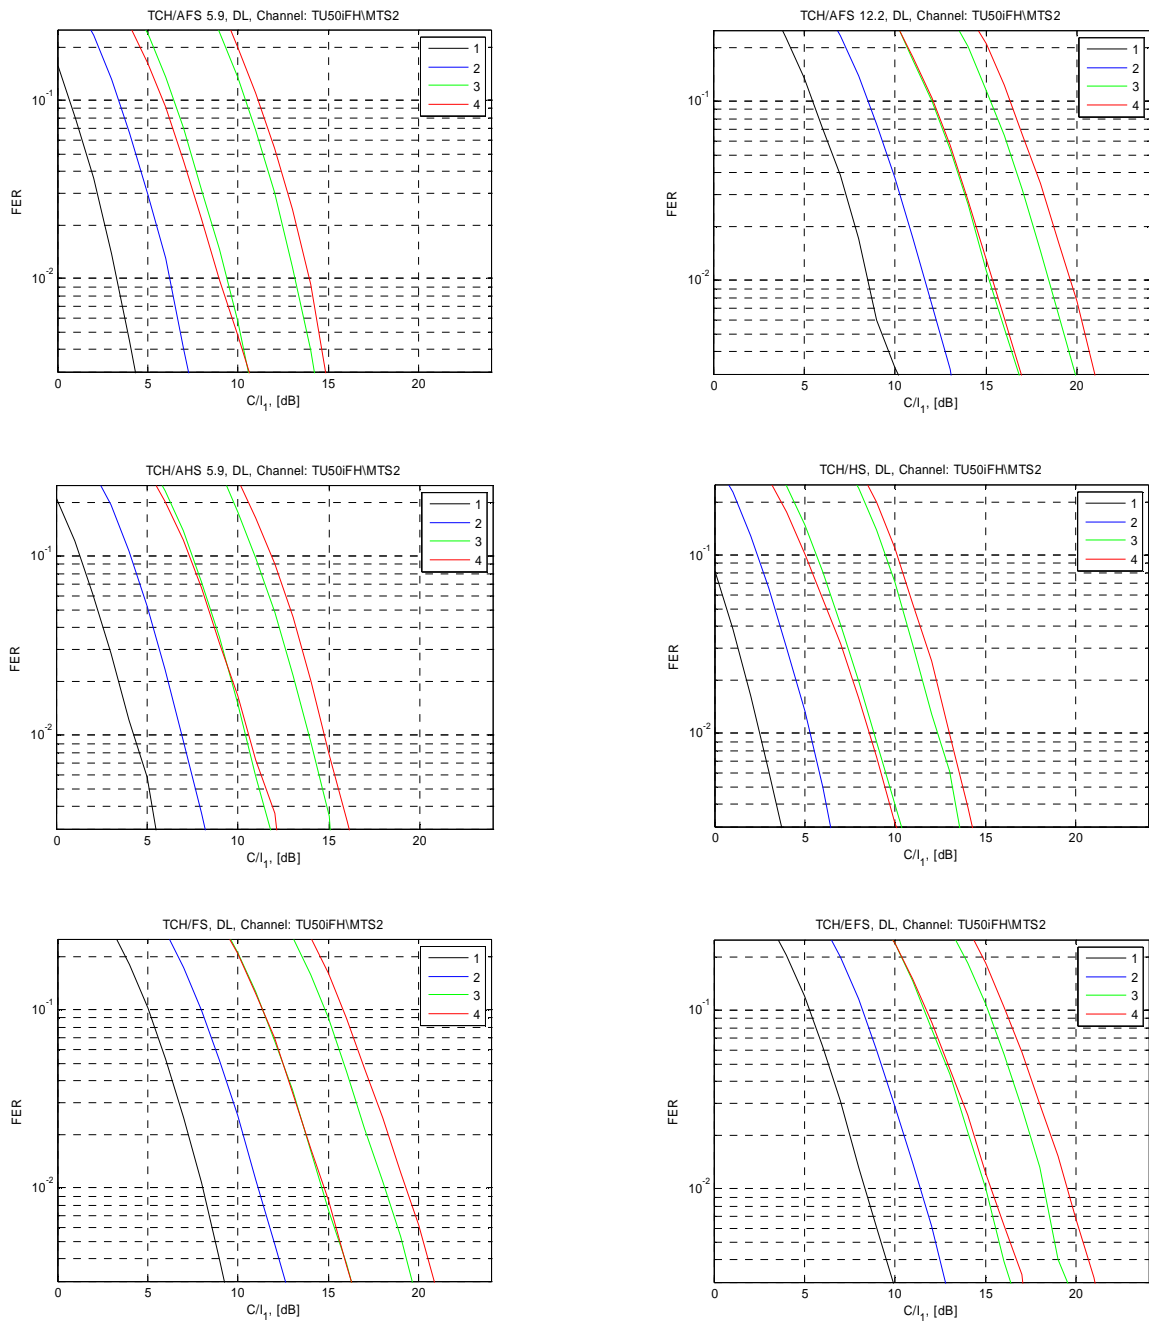 TCH/AFS 5.9, DL, Channel: TU50iFH\MTS2
1
2
3
4
10^-1
10^-2
FER
0 5 10 15 20
C/I_1, [dB]
TCH/AFS 12.2, DL, Channel: TU50iFH\MTS2
1
2
3
4
10^-1
10^-2
FER
0 5 10 15 20
C/I_1, [dB]
TCH/AHS 5.9, DL, Channel: TU50iFH\MTS2
1
2
3
4
10^-1
10^-2
FER
0 5 10 15 20
C/I_1, [dB]
TCH/HS, DL, Channel: TU50iFH\MTS2
1
2
3
4
10^-1
10^-2
FER
0 5 10 15 20
C/I_1, [dB]
TCH/FS, DL, Channel: TU50iFH\MTS2
1
2
3
4
10^-1
10^-2
FER
0 5 10 15 20
C/I_1, [dB]
TCH/EFS, DL, Channel: TU50iFH\MTS2
1
2
3
4
10^-1
10^-2
FER
0 5 10 15 20
C/I_1, [dB]